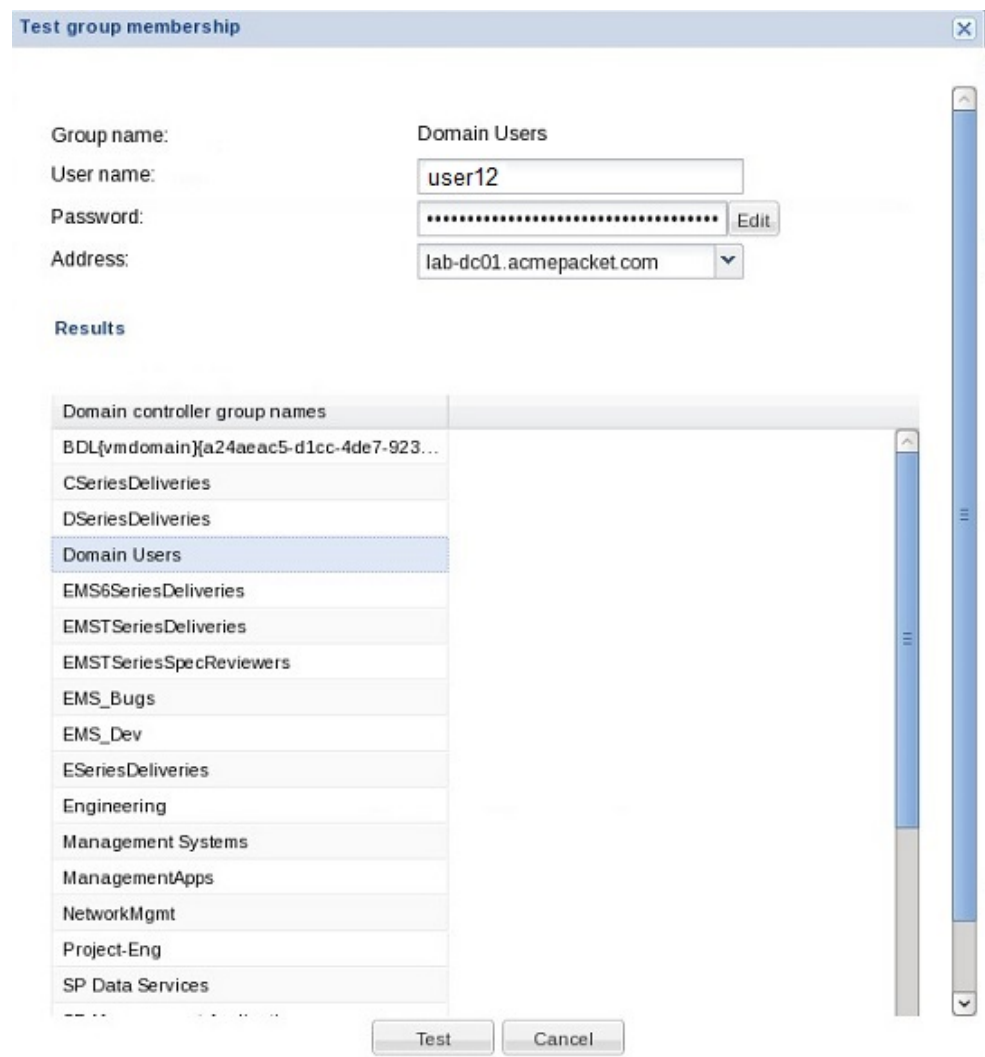 Test group membership
Group name: Domain Users
User name: user12
Password: •••••••••••••••••••••••••••••••••••• Edit
Address: lab-dc01.acmepacket.com
Results
Domain controller group names
BDL{vmdomain}{a24aeac5-d1cc-4de7-923...
CSeriesDeliveries
DSeriesDeliveries
Domain Users
EMS6SeriesDeliveries
EMSTSeriesDeliveries
EMSTSeriesSpecReviewers
EMS_Bugs
EMS_Dev
ESeriesDeliveries
Engineering
Management Systems
ManagementApps
NetworkMgmt
Project-Eng
SP Data Services
Test Cancel